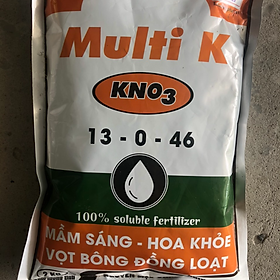 Multi K
KNO3
13 - 0 - 46
100% soluble fertilizer
MẦM SÁNG - HOA KHỎE
VỌT BÔNG ĐỒNG LOẠT